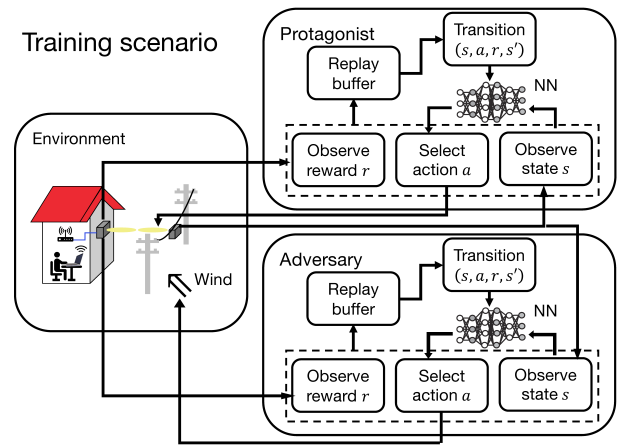 Training scenario
Environment
Wind
Protagonist
Replay
buffer
Transition
(s, a, r, s′)
NN
Observe
reward r
Select
action a
Observe
state s
Adversary
Replay
buffer
Transition
(s, a, r, s′)
NN
Observe
reward r
Select
action a
Observe
state s